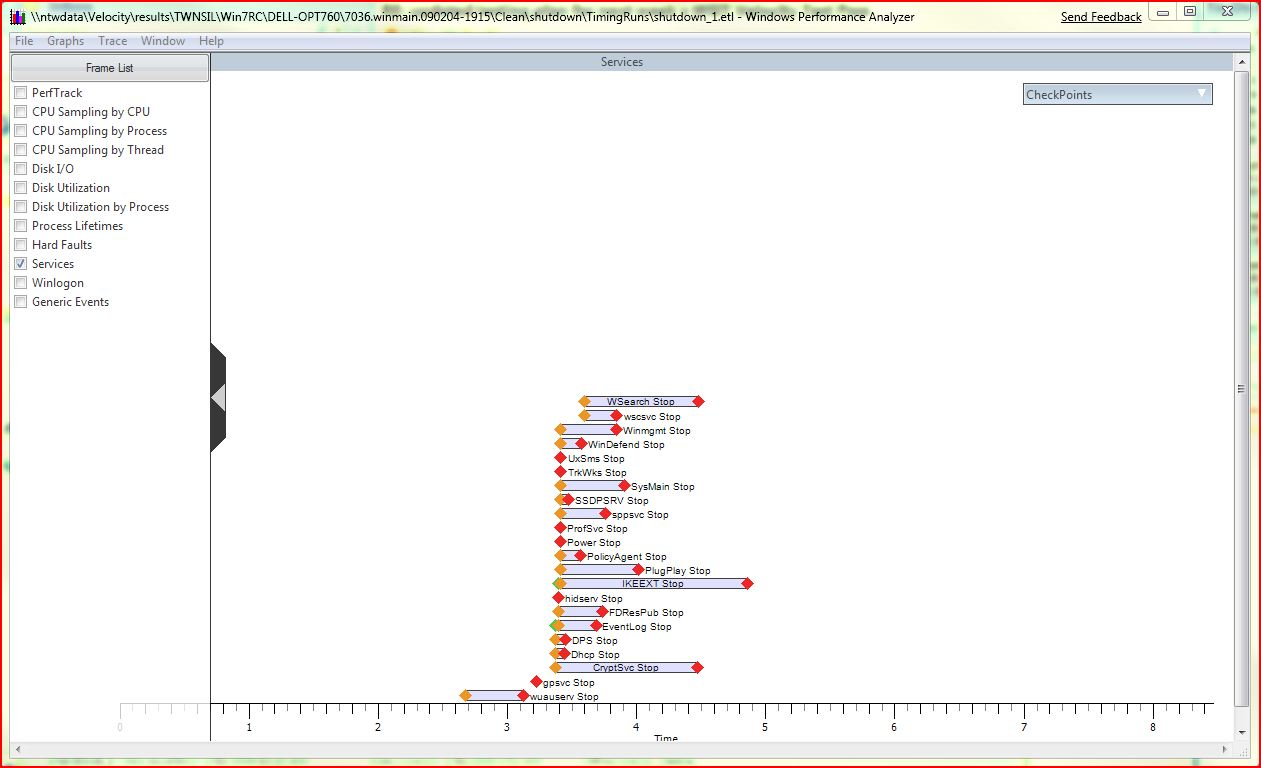 \\ntwdata\Velocity\results\TWNSIL\Win7RC\DELL-OPT760\7036.winmain.090204-1915\Clean\shutdown\TimingRuns\shutdown_1.etl - Windows Performance Analyzer
Send Feedback
File Graphs Trace Window Help
Frame List
Services
PerfTrack
CheckPoints
CPU Sampling by CPU
CPU Sampling by Process
CPU Sampling by Thread
Disk I/O
Disk Utilization
Disk Utilization by Process
Process Lifetimes
Hard Faults
Services
Winlogon
Generic Events
WSearch Stop
wscsvc Stop
Winmgmt Stop
WinDefend Stop
UxSms Stop
TrkWks Stop
SysMain Stop
SSDPSRV Stop
sppsvc Stop
ProfSvc Stop
Power Stop
PolicyAgent Stop
PlugPlay Stop
IKEEXT Stop
hidserv Stop
FDResPub Stop
EventLog Stop
DPS Stop
Dhcp Stop
CryptSvc Stop
gpsvc Stop
wuauserv Stop
0 1 2 3 4 5 6 7 8
Time